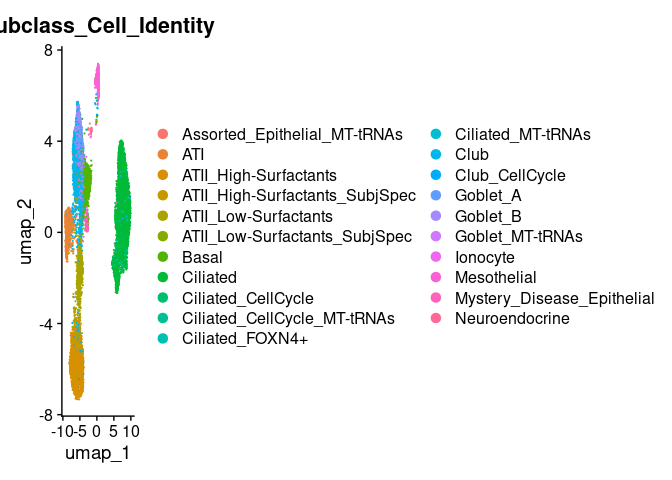 ubclass_Cell_Identity
8
4
0
-4
-8
umap_2
-10 -5 0 5 10
umap_1
Assorted_Epithelial_MT-tRNAs
ATI
ATII_High-Surfactants
ATII_High-Surfactants_SubjSpec
ATII_Low-Surfactants
ATII_Low-Surfactants_SubjSpec
Basal
Ciliated
Ciliated_CellCycle
Ciliated_CellCycle_MT-tRNAs
Ciliated_FOXN4+
Ciliated_MT-tRNAs
Club
Club_CellCycle
Goblet_A
Goblet_B
Goblet_MT-tRNAs
Ionocyte
Mesothelial
Mystery_Disease_Epithelial
Neuroendocrine